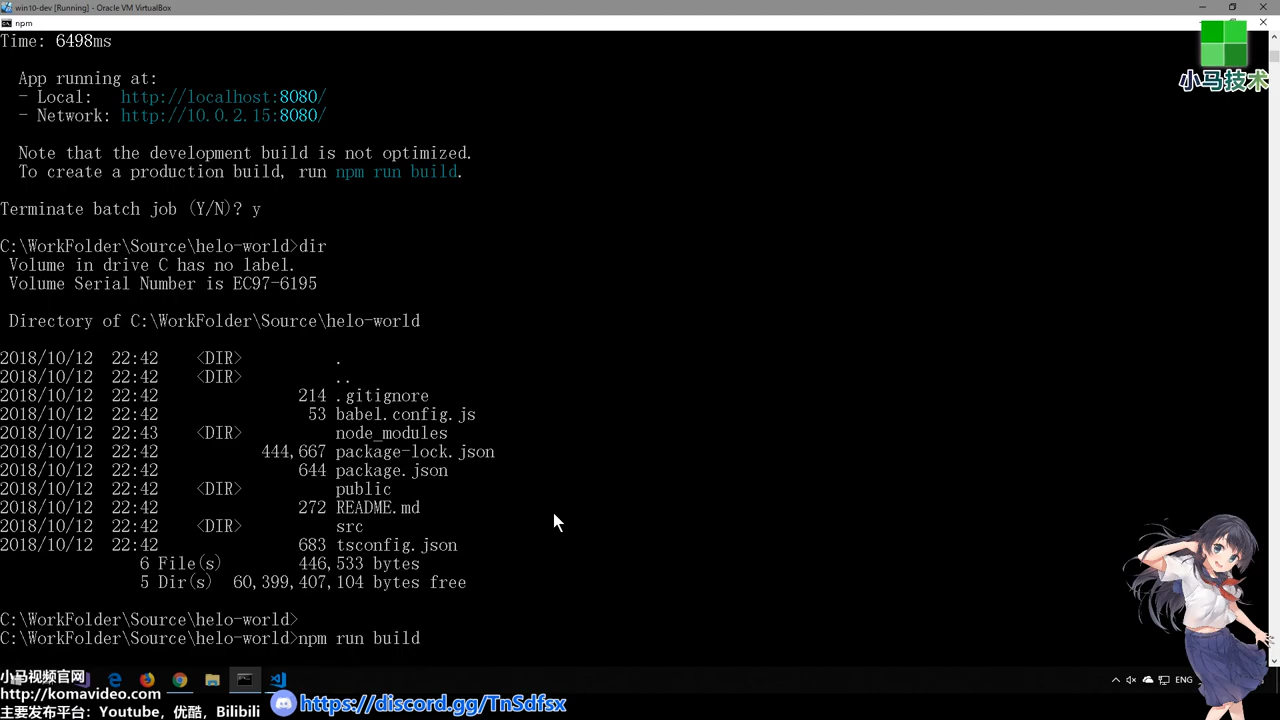 win10-dev [Running] - Oracle VM VirtualBox
npm
Time: 6498ms
App running at:
- Local: http://localhost:8080/
- Network: http://10.0.2.15:8080/
Note that the development build is not optimized.
To create a production build, run npm run build.
Terminate batch job (Y/N)? y
C:\WorkFolder\Source\helo-world>dir
Volume in drive C has no label.
Volume Serial Number is EC97-6195
Directory of C:\WorkFolder\Source\helo-world
2018/10/12 22:42 <DIR> .
2018/10/12 22:42 <DIR> ..
2018/10/12 22:42 214 .gitignore
2018/10/12 22:42 53 babel.config.js
2018/10/12 22:43 <DIR> node_modules
2018/10/12 22:42 444,667 package-lock.json
2018/10/12 22:42 644 package.json
2018/10/12 22:42 <DIR> public
2018/10/12 22:42 272 README.md
2018/10/12 22:42 <DIR> src
2018/10/12 22:42 683 tsconfig.json
6 File(s) 446,533 bytes
5 Dir(s) 60,399,407,104 bytes free
C:\WorkFolder\Source\helo-world>
C:\WorkFolder\Source\helo-world>npm run build
小马技术
小马视频官网
http://komavideo.com
主要发布平台：Youtube，优酷，Bilibili
https://discord.gg/TnSdfsx
ENG